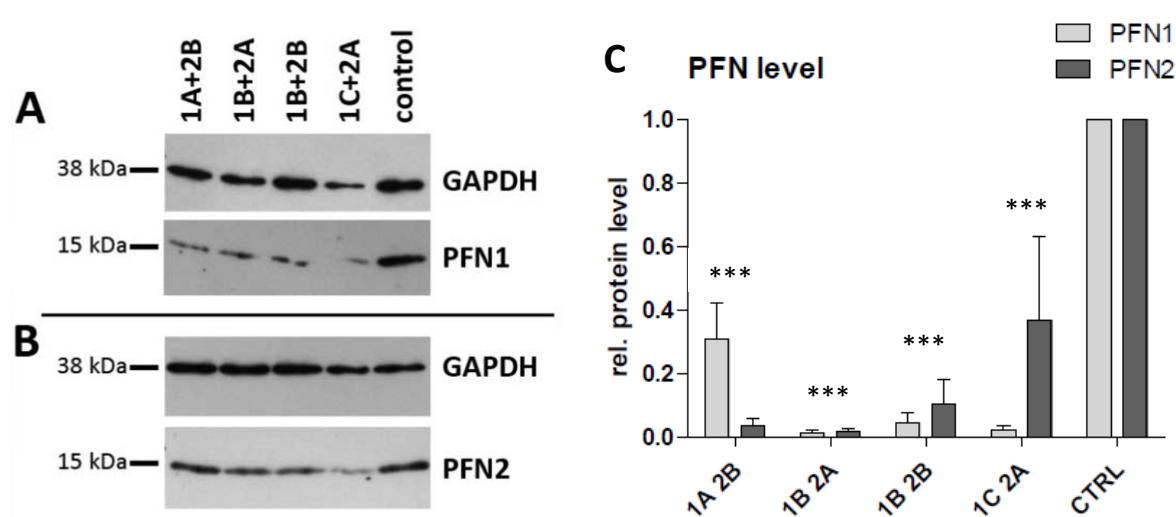 1A+2B
1B+2A
1B+2B
1C+2A
control
A
38 kDa
GAPDH
15 kDa
PFN1
B
38 kDa
GAPDH
15 kDa
PFN2
C
PFN level
PFN1
PFN2
rel. protein level
1.0
0.8
0.6
0.4
0.2
0.0
***
***
***
***
1A 2B
1B 2A
1B 2B
1C 2A
CTRL